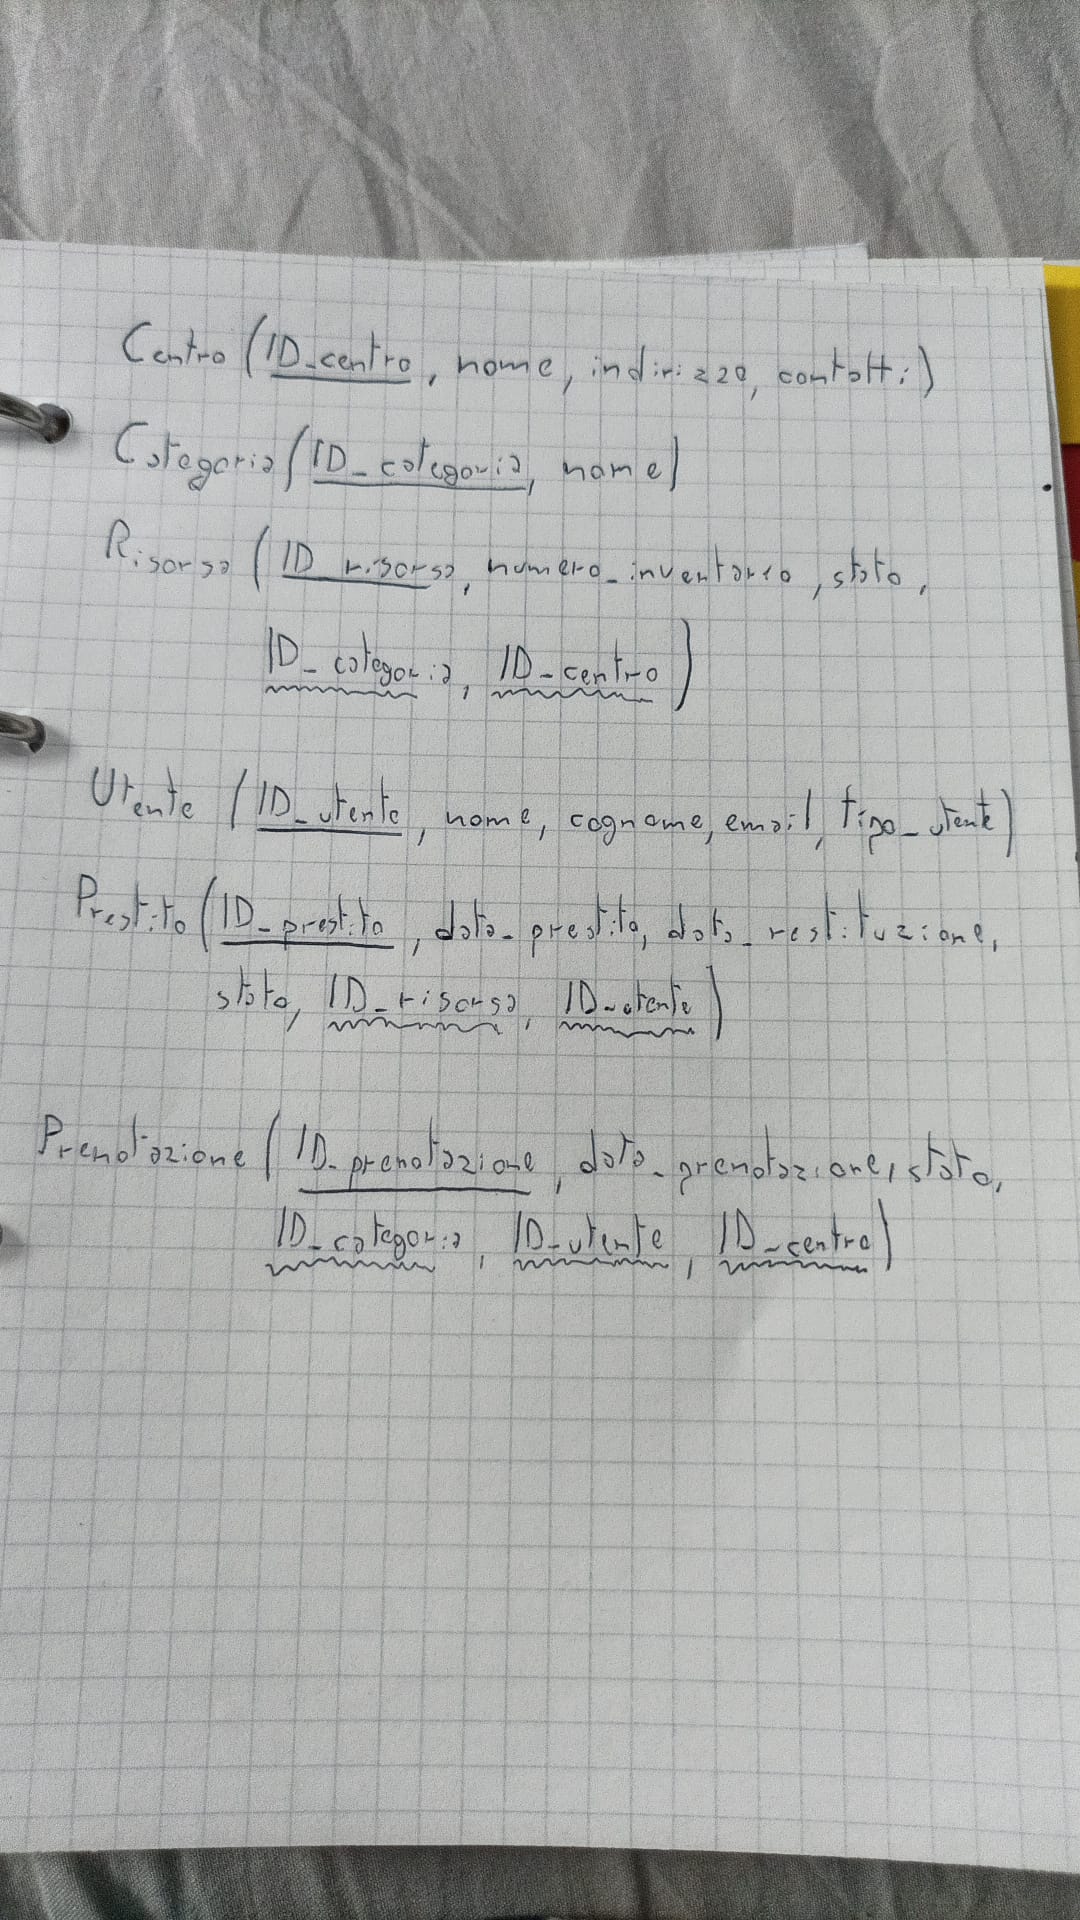 Centro (ID_centro, nome, indirizzo, contatti)
Categoria (ID_categoria, nome)
Risorsa (ID_risorsa, numero_inventario, stato,
ID_categoria, ID_centro)
Utente (ID_utente, nome, cognome, email, tipo_utente)
Prestito (ID_prestito, data_prestito, data_restituzione,
stato, ID_risorsa, ID_utente)
Prenotazione (ID_prenotazione, data_prenotazione, stato,
ID_categoria, ID_utente, ID_centro)